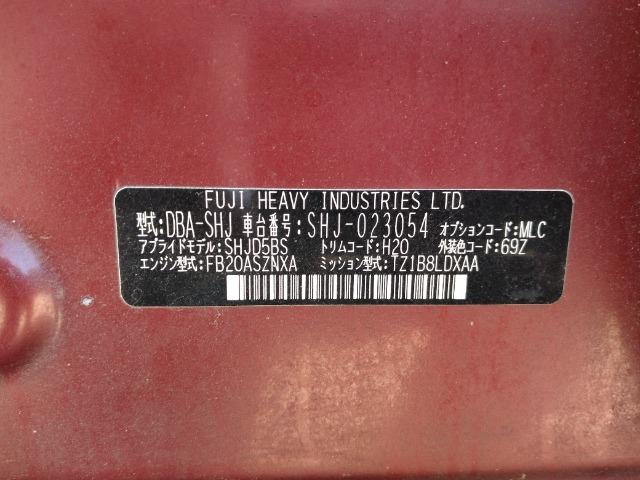 FUJI HEAVY INDUSTRIES LTD.
型式:DBA-SHJ 車台番号:SHJ-023054 オプションコード:MLC
アプライドモデル:SHJD5BS トリムコード:H20 外装色コード:69Z
エンジン型式:FB20ASZNXA ミッション型式:TZ1B8LDXAA